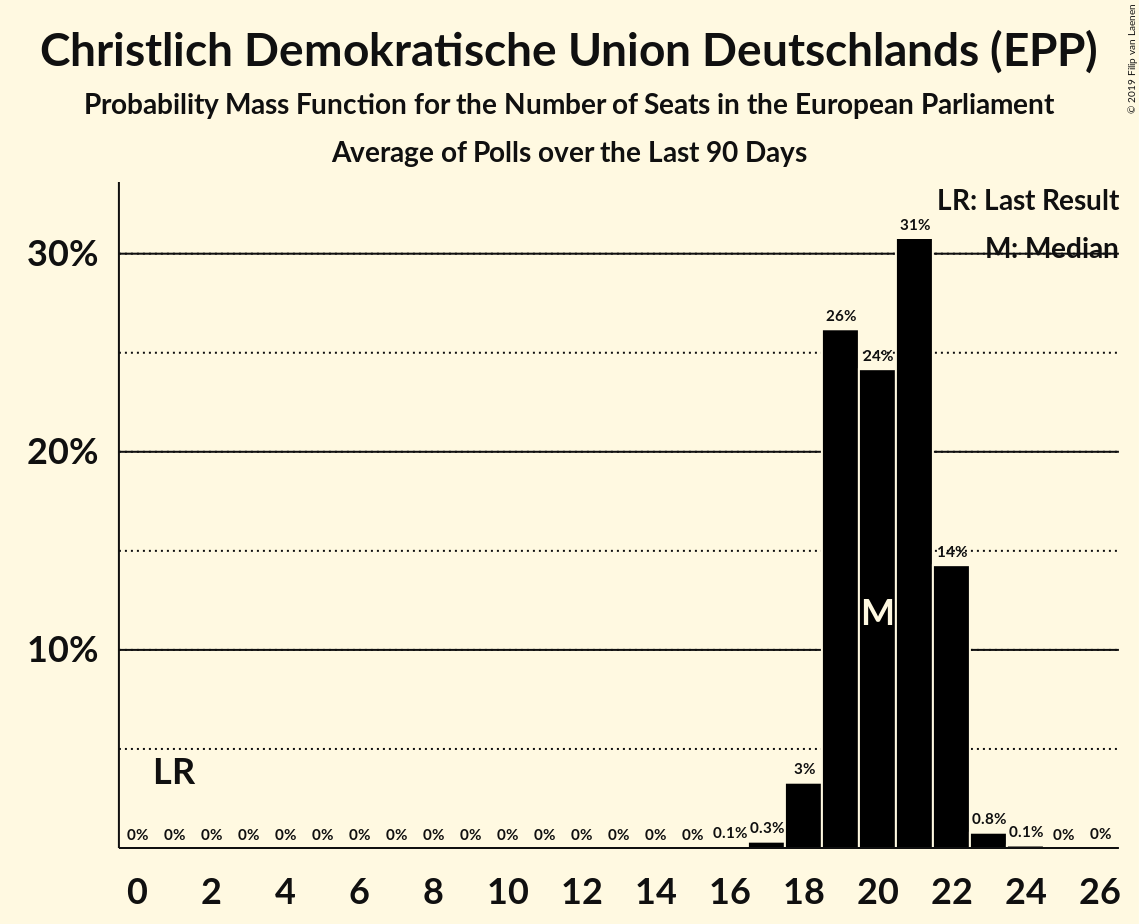 Christlich Demokratische Union Deutschlands (EPP)
Probability Mass Function for the Number of Seats in the European Parliament
Average of Polls over the Last 90 Days
© 2019 Filip van Laenen
LR: Last Result
M: Median
30%
20%
10%
31%
26%
24%
14%
M
LR
3%
0% 0% 0% 0% 0% 0% 0% 0% 0% 0% 0% 0% 0% 0% 0% 0% 0.1% 0.3% 0.8% 0.1% 0% 0%
0 2 4 6 8 10 12 14 16 18 20 22 24 26